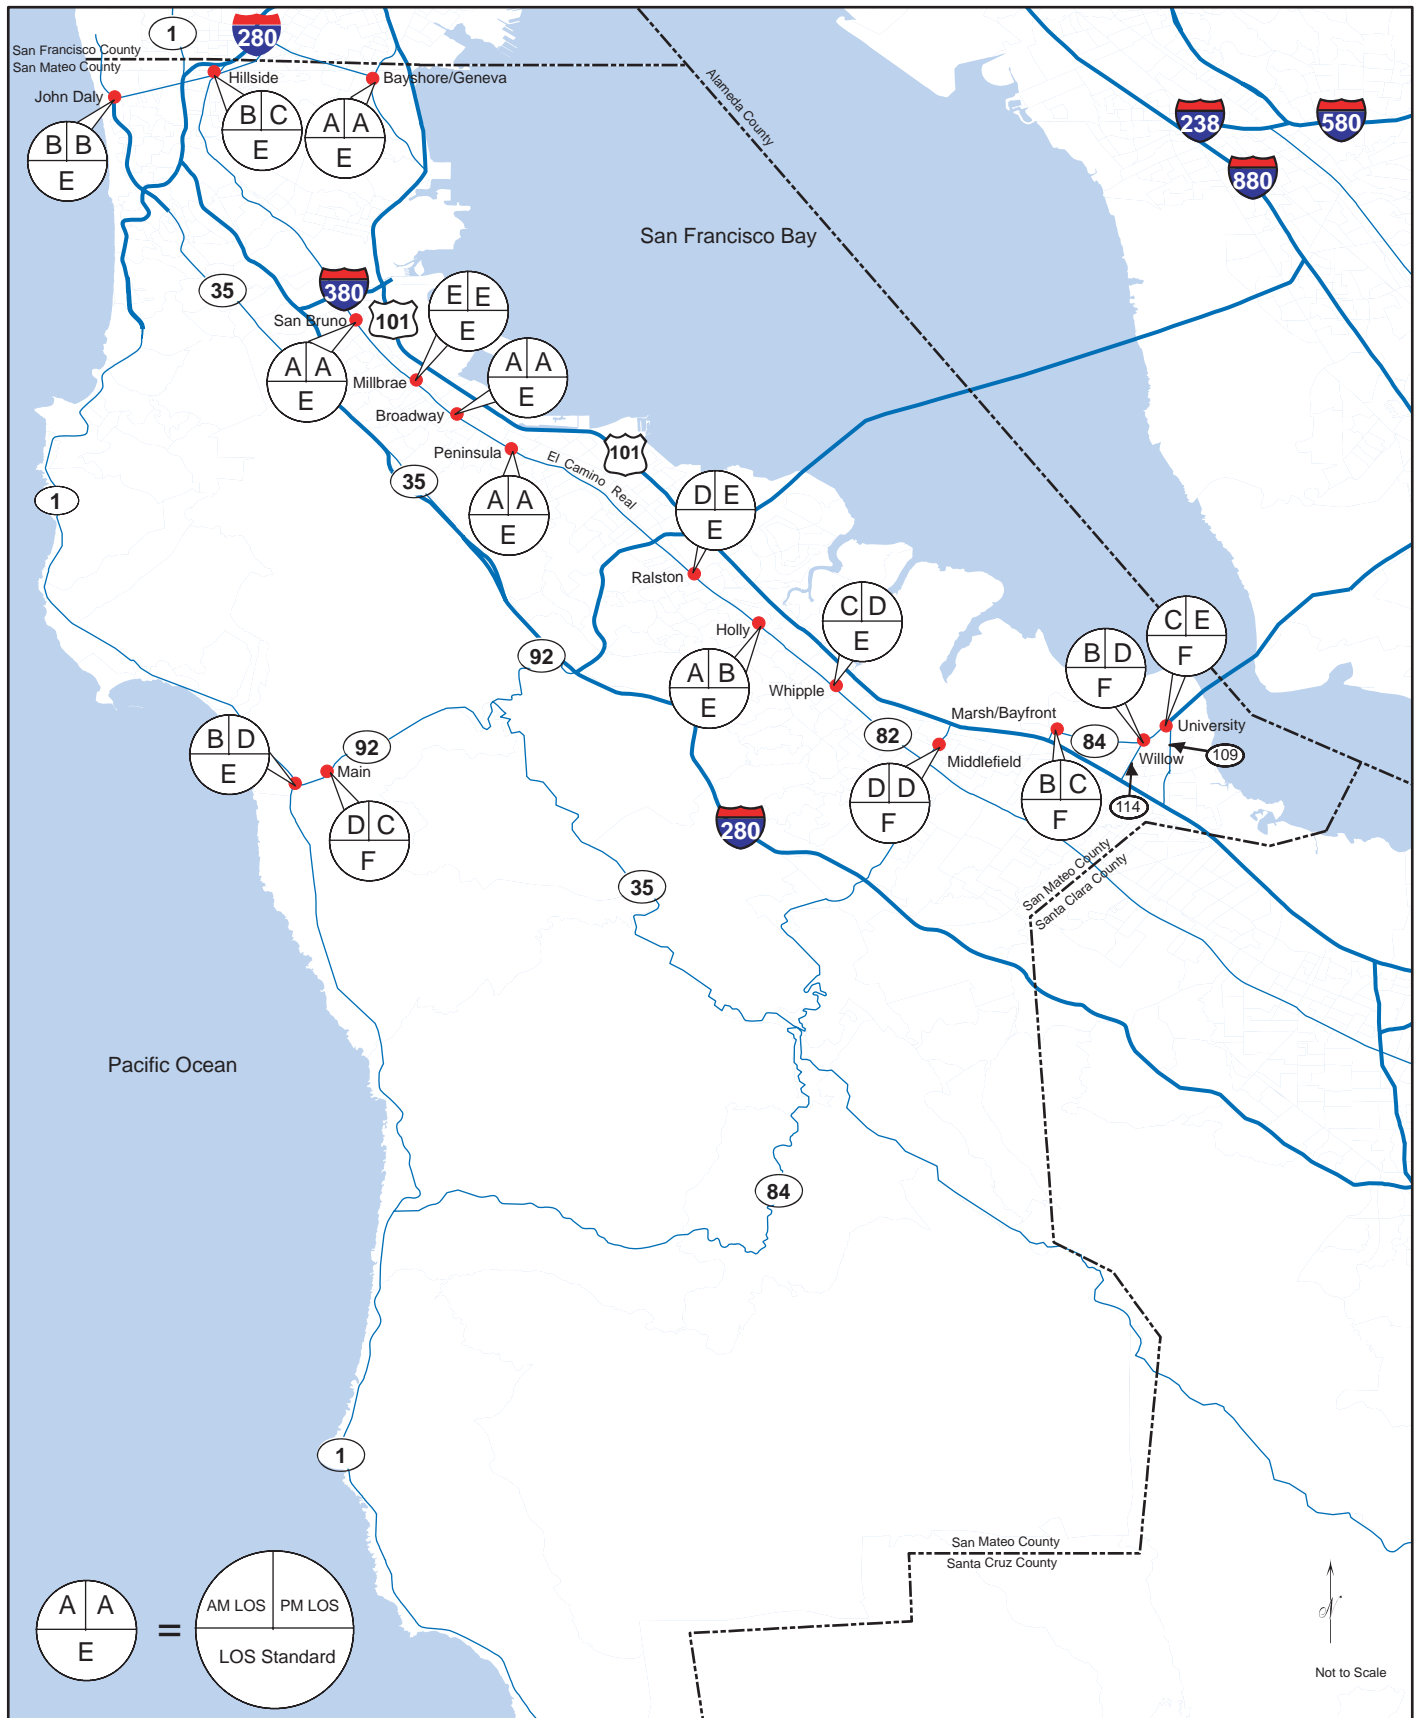 1
280
San Francisco County
San Mateo County
Hillside
Bayshore/Geneva
John Daly
B C
E
A A
E
B B
E
Alameda County
238
580
880
San Francisco Bay
35
380
101
San Bruno
E E
E
A A
E
Millbrae
A A
E
Broadway
Peninsula
El Camino Real
101
35
1
A A
E
D E
E
Ralston
C D
E
Holly
C E
F
B D
F
92
A B
E
Whipple
Marsh/Bayfront
University
82
84
Willow
109
Middlefield
B D
E
92
Main
D C
F
D D
F
B C
F
114
280
San Mateo County
Santa Clara County
35
Pacific Ocean
84
1
San Mateo County
Santa Cruz County
A A
E
=
AM LOS PM LOS
LOS Standard
N
Not to Scale